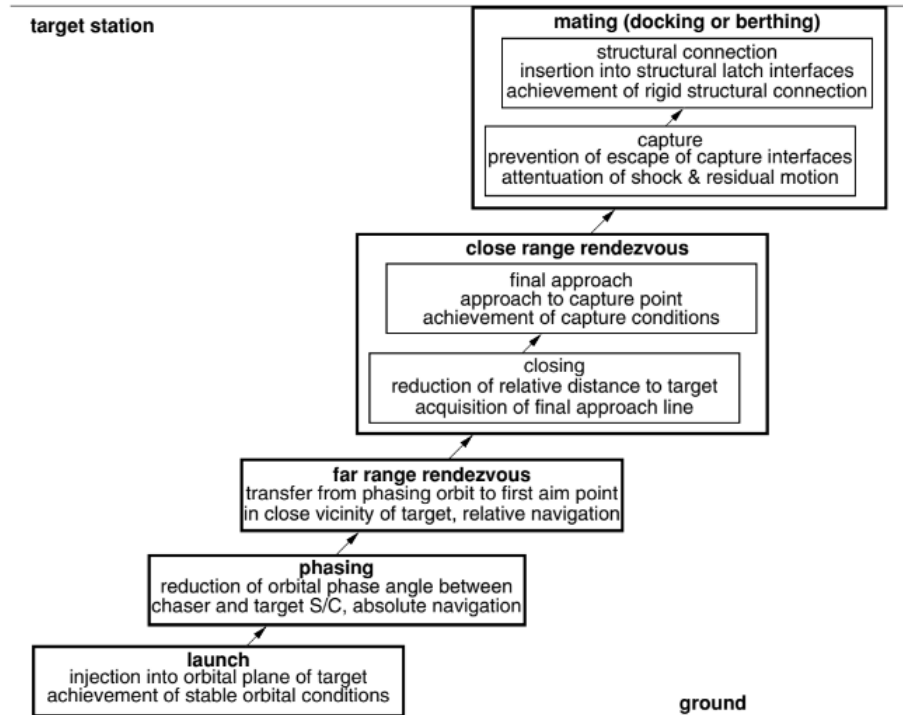 target station
mating (docking or berthing)
structural connection
insertion into structural latch interfaces
achievement of rigid structural connection
capture
prevention of escape of capture interfaces
attentuation of shock & residual motion
close range rendezvous
final approach
approach to capture point
achievement of capture conditions
closing
reduction of relative distance to target
acquisition of final approach line
far range rendezvous
transfer from phasing orbit to first aim point
in close vicinity of target, relative navigation
phasing
reduction of orbital phase angle between
chaser and target S/C, absolute navigation
launch
injection into orbital plane of target
achievement of stable orbital conditions
ground